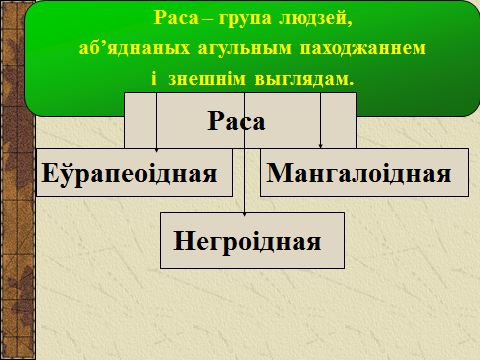 Раса – група людзей,
аб’яднаных агульным паходжаннем
і знешнім выглядам.
Раса
Еўрапеоідная
Мангалоідная
Негроідная